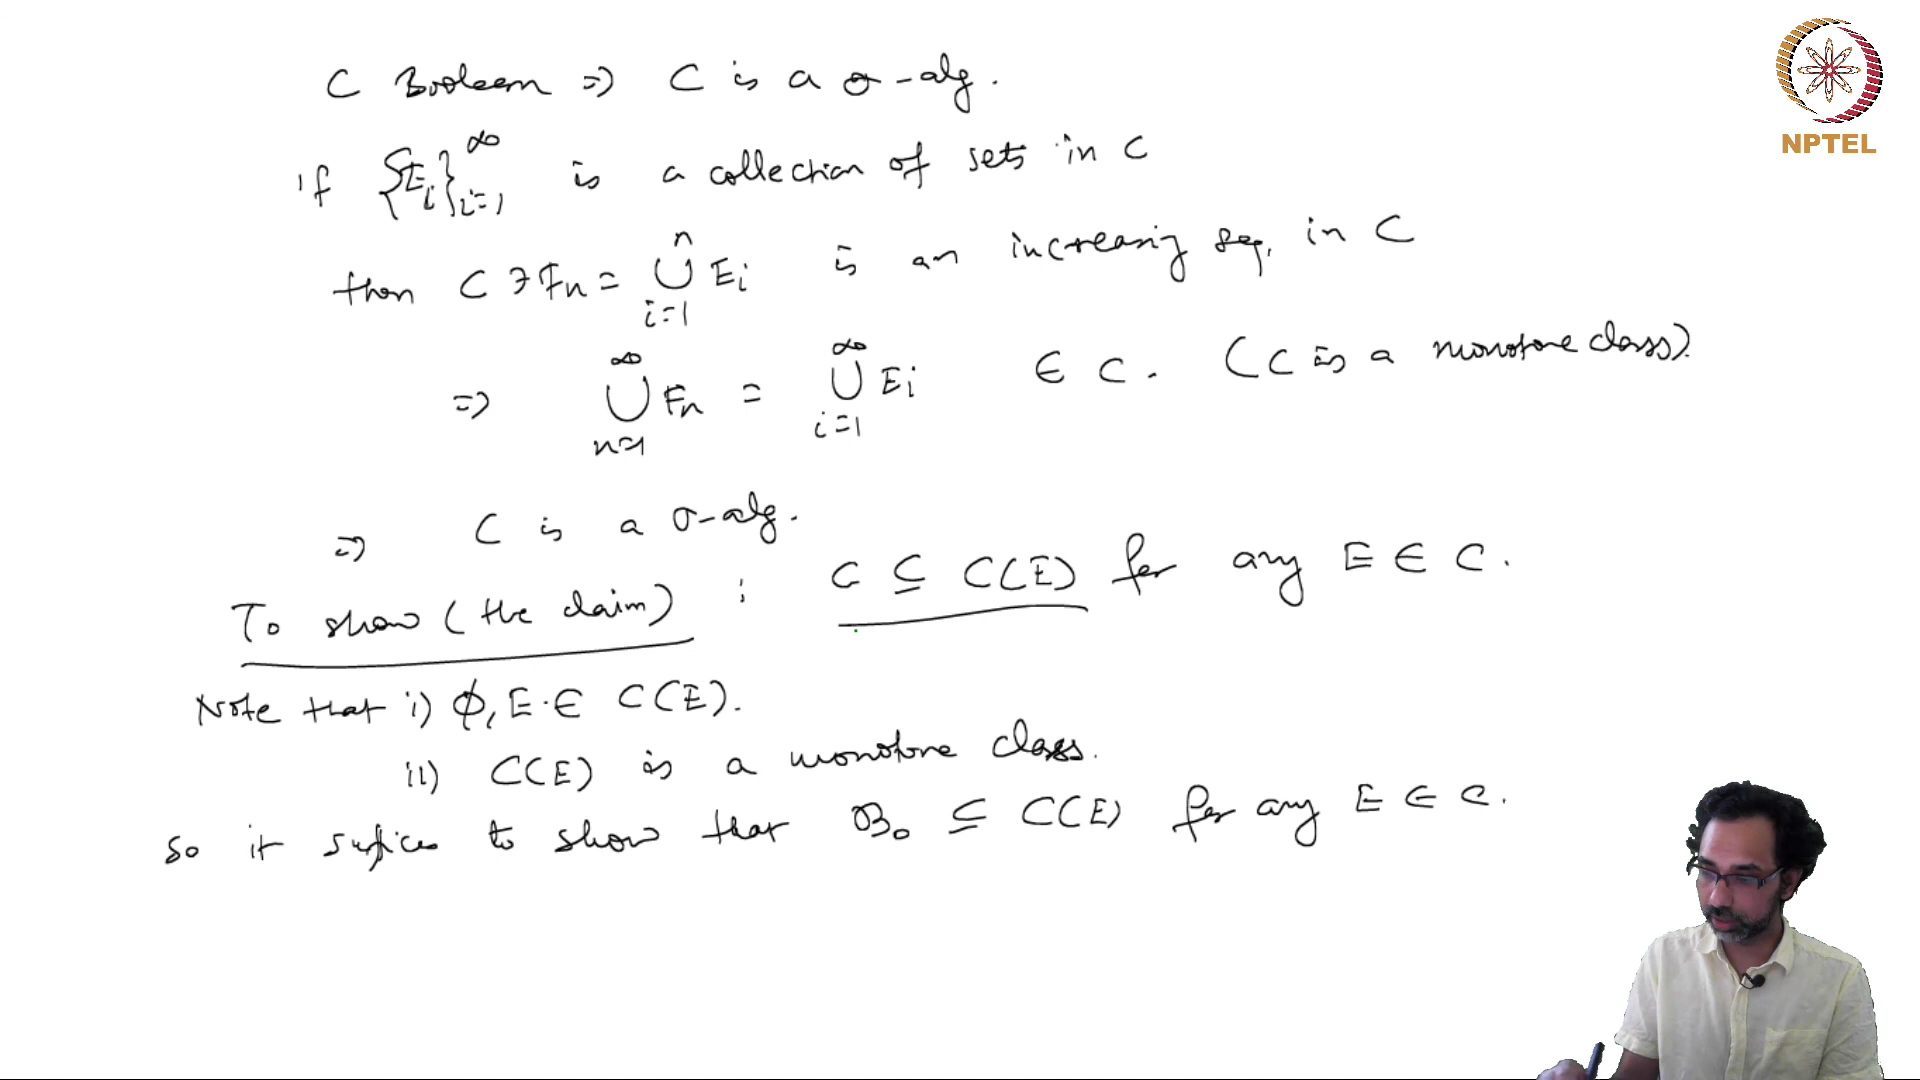 NPTEL
C Boolean ⇒ C is a σ-alg.
If {E_i}_{i=1}^∞ is a collection of sets in C
then C ∋ F_n = ⋃_{i=1}^n E_i is an increasing seq. in C
⇒ ⋃_{n=1}^∞ F_n = ⋃_{i=1}^∞ E_i ∈ C. (C is a monotone class).
⇒ C is a σ-alg.
To show (the claim) : C ⊆ C(E) for any E ∈ C.
Note that i) ϕ, E ∈ C(E).
ii) C(E) is a monotone class.
So it suffices to show that B_0 ⊆ C(E) for any E ∈ C.